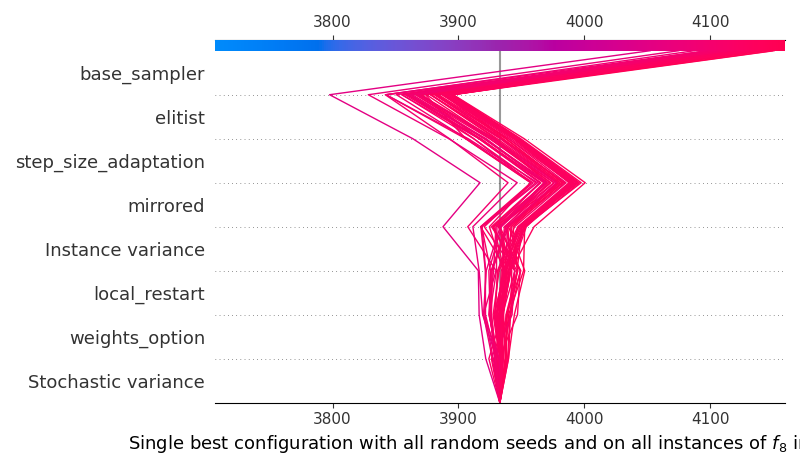 3800 3900 4000 4100
base_sampler
elitist
step_size_adaptation
mirrored
Instance variance
local_restart
weights_option
Stochastic variance
3800 3900 4000 4100
Single best configuration with all random seeds and on all instances of f₈